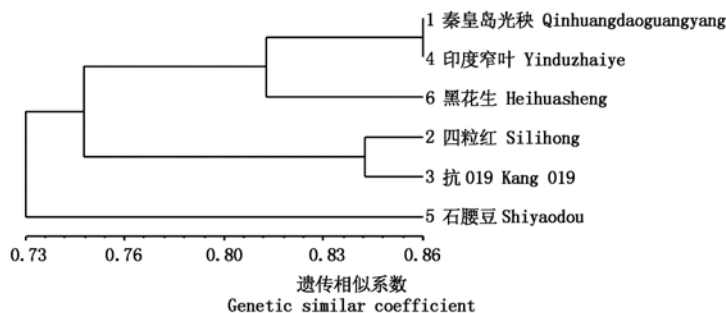 1 秦皇岛光秧 Qinhuangdaoguangyang
4 印度窄叶 Yinduzhaiye
6 黑花生 Heihuasheng
2 四粒红 Silihong
3 抗 019 Kang 019
5 石腰豆 Shiyaodou
0.73 0.76 0.80 0.83 0.86
遗传相似系数
Genetic similar coefficient